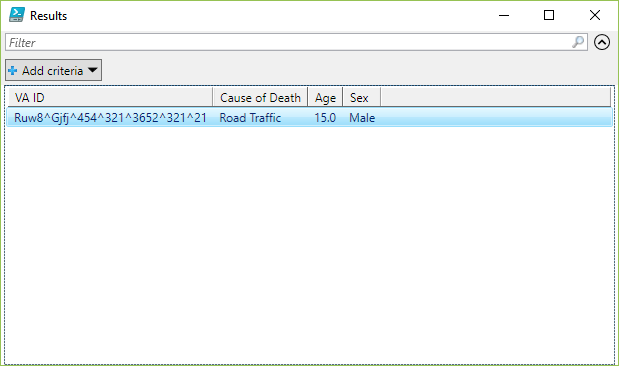 Results
Filter
Add criteria
VA ID Cause of Death Age Sex
Ruw8^Gjfj^454^321^3652^321^21 Road Traffic 15.0 Male